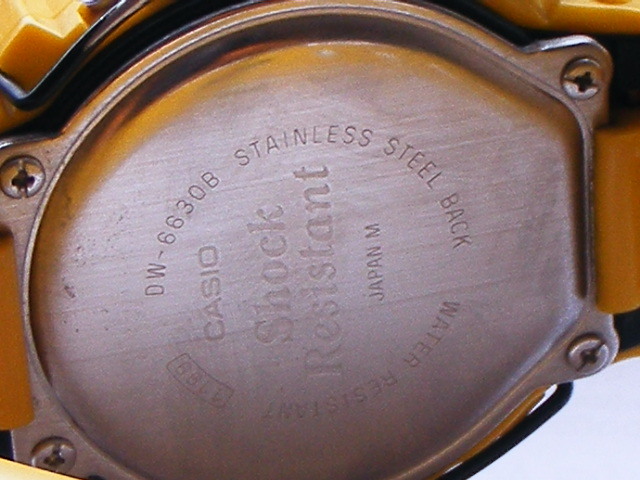 DW-6630B STAINLESS STEEL BACK WATER RESISTANT
CASIO
Shock
Resistant
JAPAN M